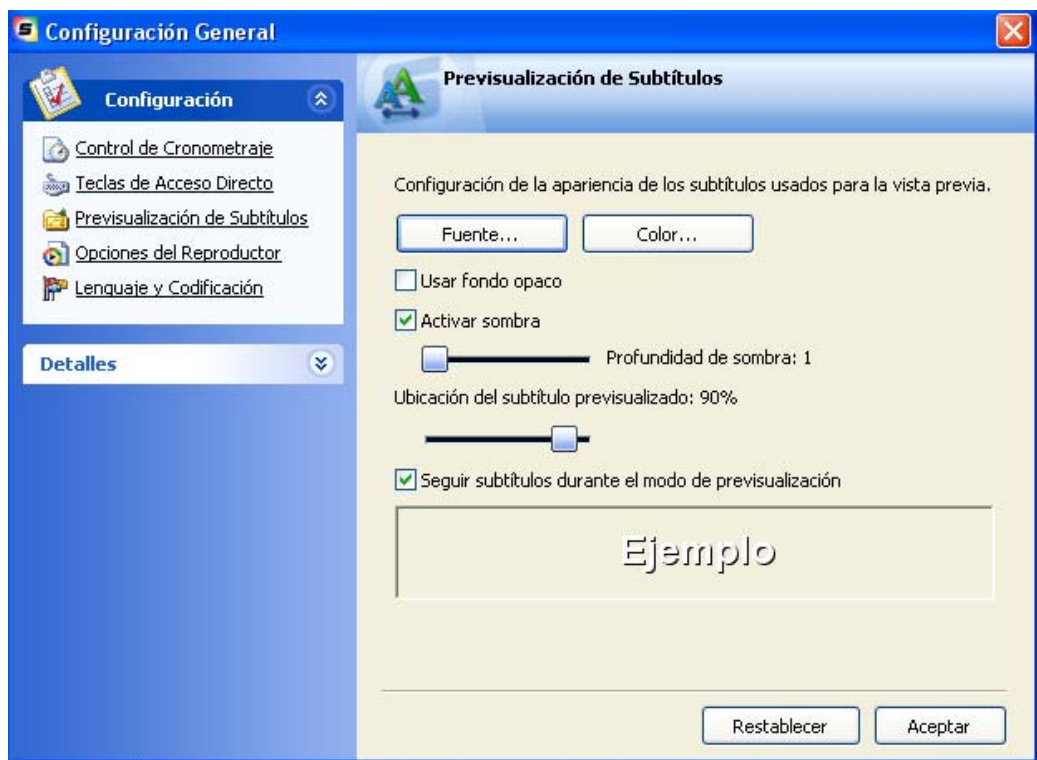 Configuración General
Configuración
Control de Cronometraje
Teclas de Acceso Directo
Previsualización de Subtítulos
Opciones del Reproductor
Lenguaje y Codificación
Detalles
Previsualización de Subtítulos
Configuración de la apariencia de los subtítulos usados para la vista previa.
Fuente... Color...
Usar fondo opaco
Activar sombra
Profundidad de sombra: 1
Ubicación del subtítulo previsualizado: 90%
Seguir subtítulos durante el modo de previsualización
Ejemplo
Restablecer Aceptar